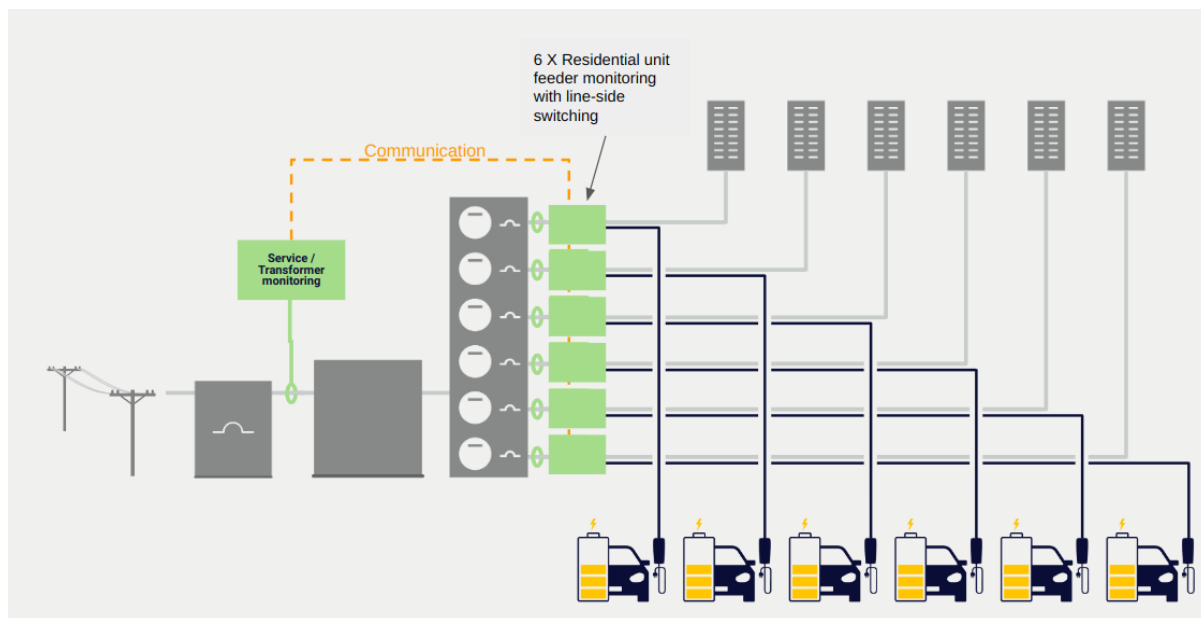 6 X Residential unit
feeder monitoring
with line-side
switching
Communication
Service /
Transformer
monitoring